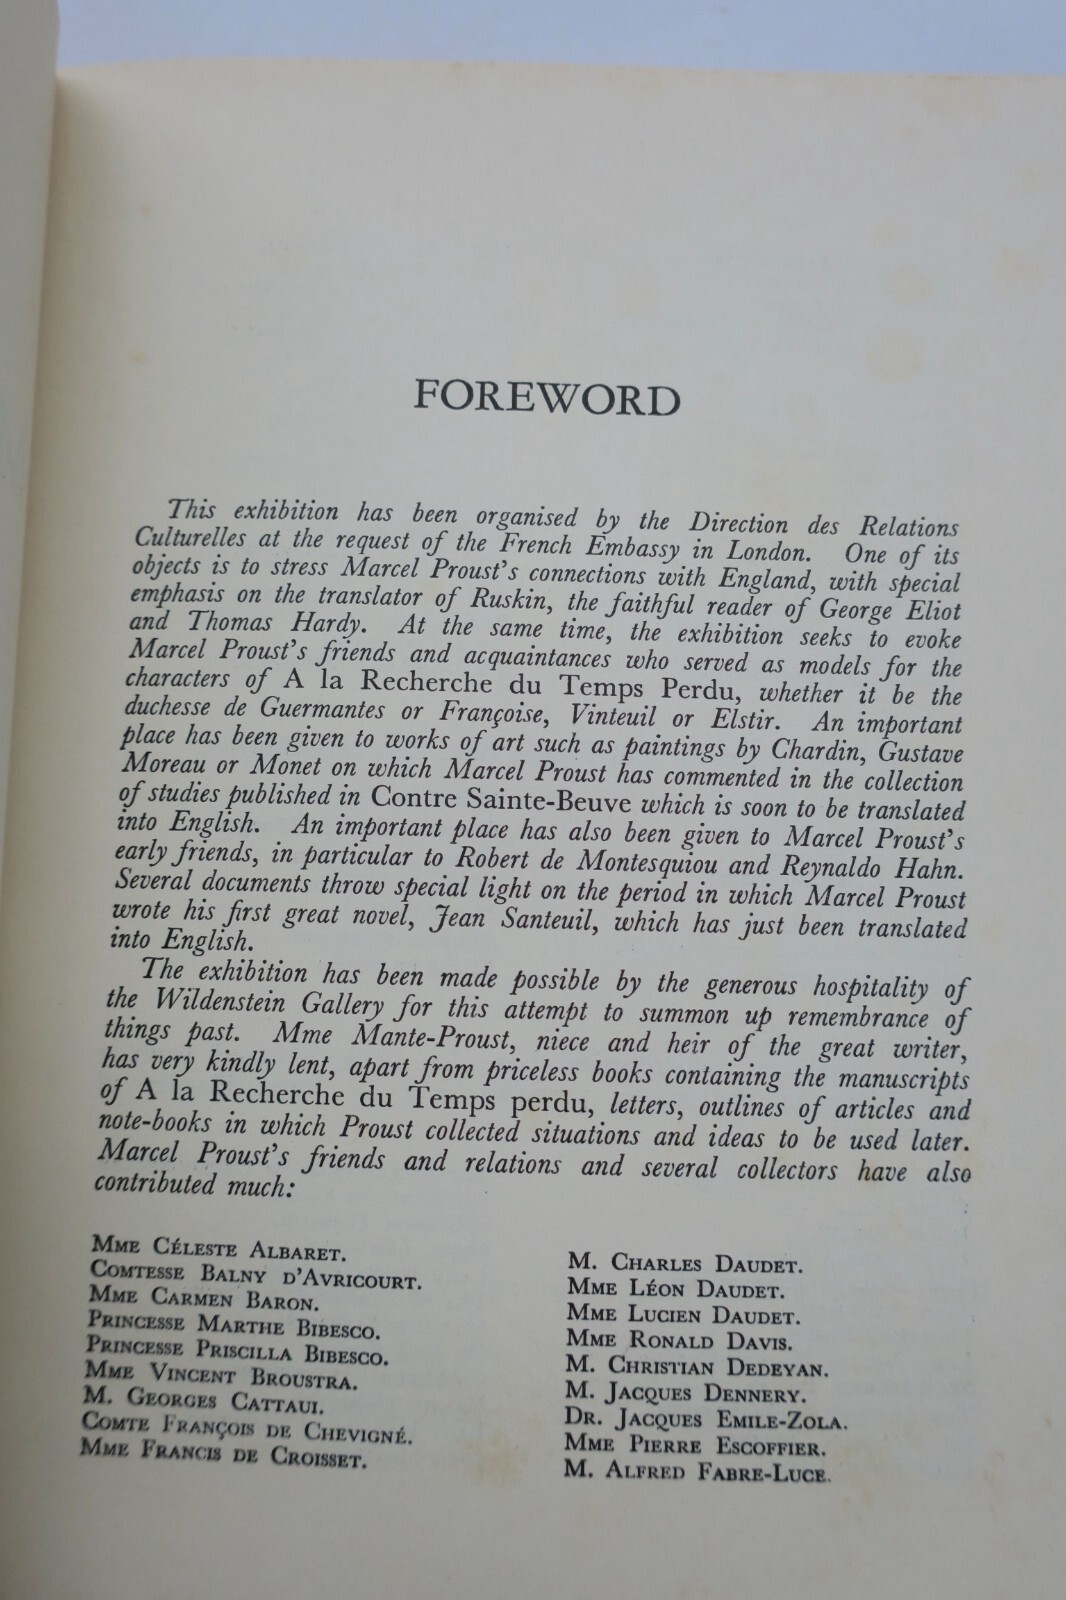 FOREWORD
This exhibition has been organised by the Direction des Relations
Culturelles at the request of the French Embassy in London. One of its
objects is to stress Marcel Proust's connections with England, with special
emphasis on the translator of Ruskin, the faithful reader of George Eliot
and Thomas Hardy. At the same time, the exhibition seeks to evoke
Marcel Proust's friends and acquaintances who served as models for the
characters of A la Recherche du Temps Perdu, whether it be the
duchesse de Guermantes or Françoise, Vinteuil or Elstir. An important
place has been given to works of art such as paintings by Chardin, Gustave
Moreau or Monet on which Marcel Proust has commented in the collection
of studies published in Contre Sainte-Beuve which is soon to be translated
into English. An important place has also been given to Marcel Proust's
early friends, in particular to Robert de Montesquiou and Reynaldo Hahn.
Several documents throw special light on the period in which Marcel Proust
wrote his first great novel, Jean Santeuil, which has just been translated
into English.
The exhibition has been made possible by the generous hospitality of
the Wildenstein Gallery for this attempt to summon up remembrance of
things past. Mme Mante-Proust, niece and heir of the great writer,
has very kindly lent, apart from priceless books containing the manuscripts
of A la Recherche du Temps perdu, letters, outlines of articles and
note-books in which Proust collected situations and ideas to be used later.
Marcel Proust's friends and relations and several collectors have also
contributed much:
MME CÉLESTE ALBARET.
COMTESSE BALNY D'AVRICOURT.
MME CARMEN BARON.
PRINCESSE MARTHE BIBESCO.
PRINCESSE PRISCILLA BIBESCO.
MME VINCENT BROUSTRA.
M. GEORGES CATTAUI.
COMTE FRANÇOIS DE CHEVIGNÉ.
MME FRANCIS DE CROISSET.
M. CHARLES DAUDET.
MME LÉON DAUDET.
MME LUCIEN DAUDET.
MME RONALD DAVIS.
M. CHRISTIAN DEDEYAN.
M. JACQUES DENNERY.
DR. JACQUES EMILE-ZOLA.
MME PIERRE ESCOFFIER.
M. ALFRED FABRE-LUCE.